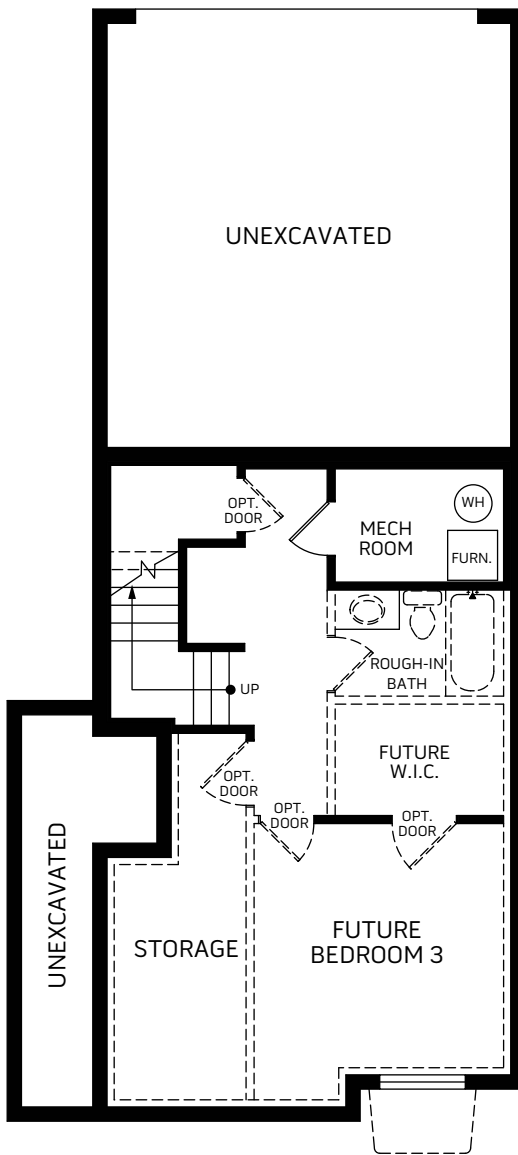 UNEXCAVATED
OPT.
DOOR
MECH
ROOM
WH
FURN.
UP
ROUGH-IN
BATH
FUTURE
W.I.C.
OPT.
DOOR
OPT.
DOOR
OPT.
DOOR
UNEXCAVATED
STORAGE
FUTURE
BEDROOM 3